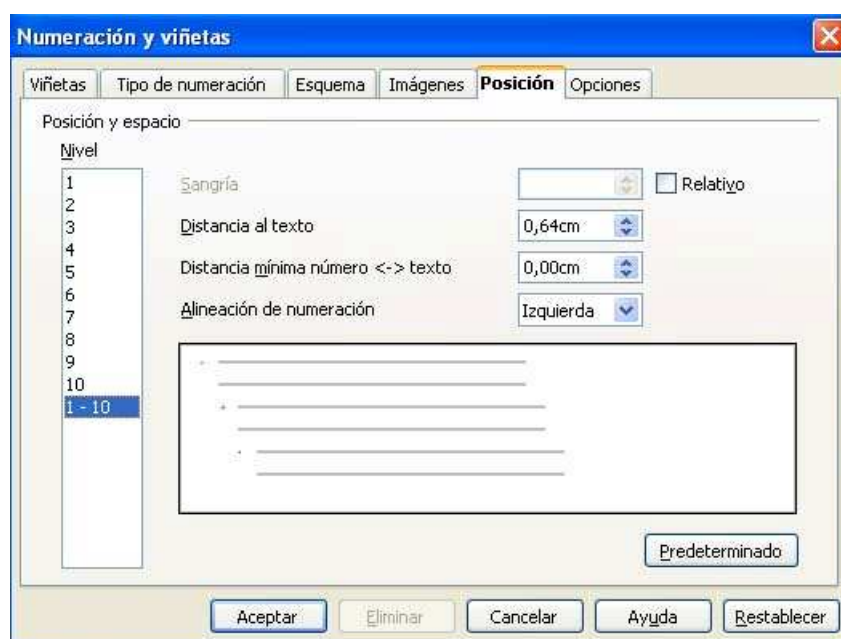 Numeración y viñetas
Viñetas Tipo de numeración Esquema Imágenes Posición Opciones
Posición y espacio
Nivel
1
2
3
4
5
6
7
8
9
10
1 - 10
Sangría Relativo
Distancia al texto 0,64cm
Distancia mínima número <-> texto 0,00cm
Alineación de numeración Izquierda
Predeterminado
Aceptar Eliminar Cancelar Ayuda Restablecer